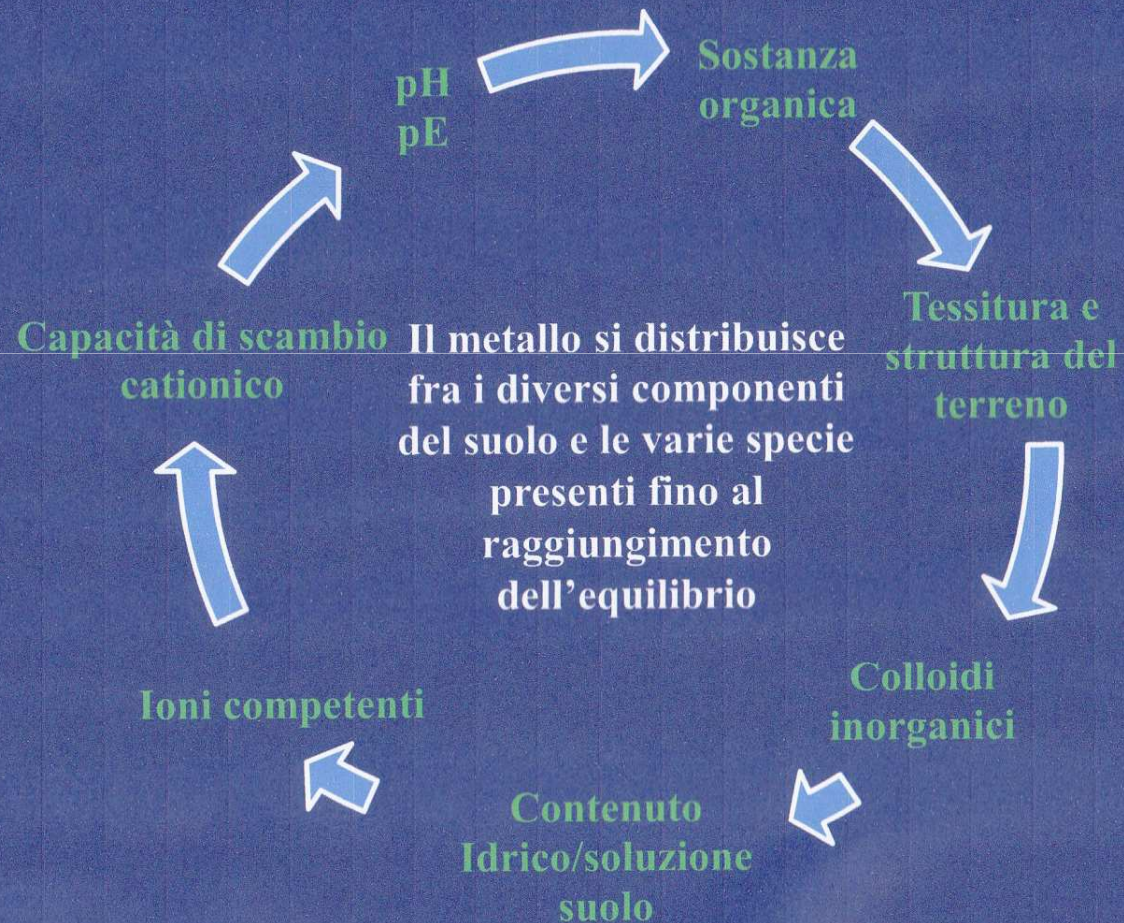 pH
pE
Sostanza
organica
Tessitura e
struttura del
terreno
Colloidi
inorganici
Contenuto
Idrico/soluzione
suolo
Ioni competenti
Capacità di scambio
cationico
Il metallo si distribuisce
fra i diversi componenti
del suolo e le varie specie
presenti fino al
raggiungimento
dell’equilibrio